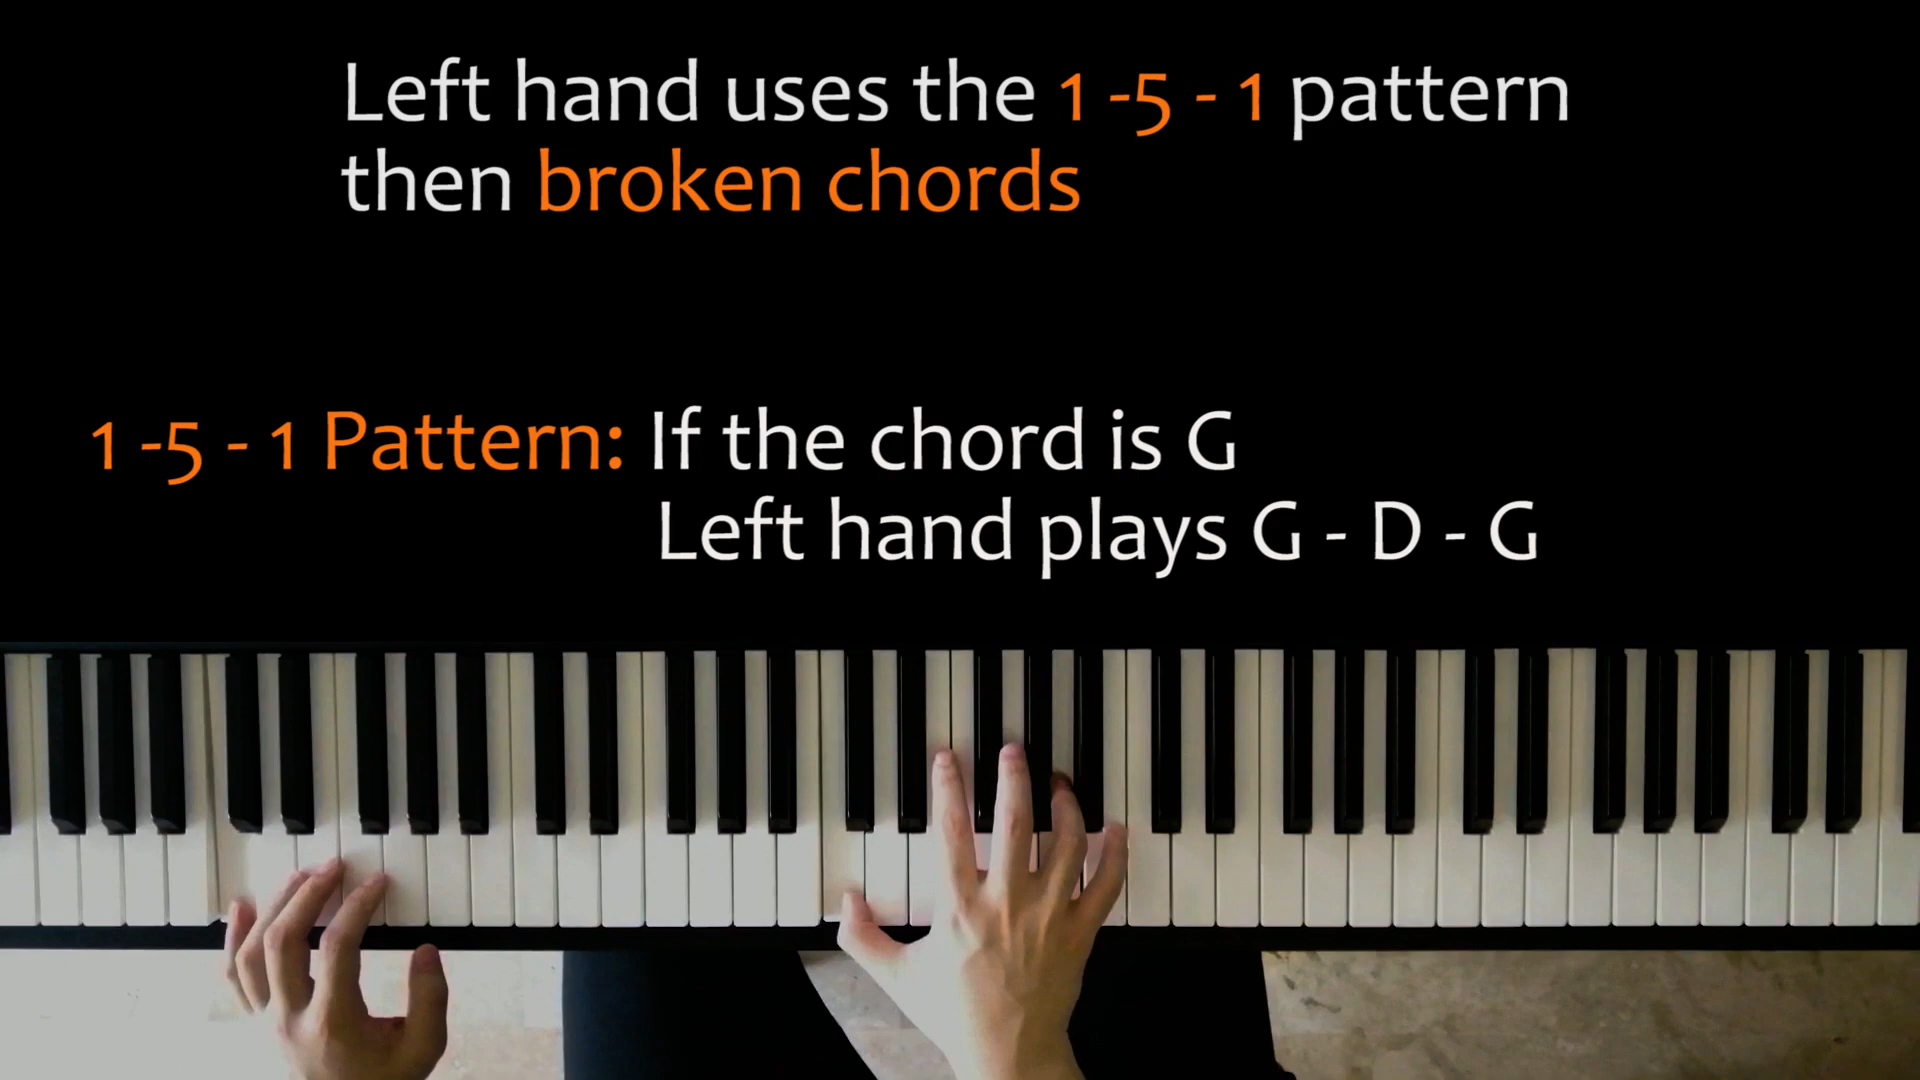 Left hand uses the 1 -5 - 1 pattern
then broken chords
1 -5 - 1 Pattern: If the chord is G
Left hand plays G - D - G